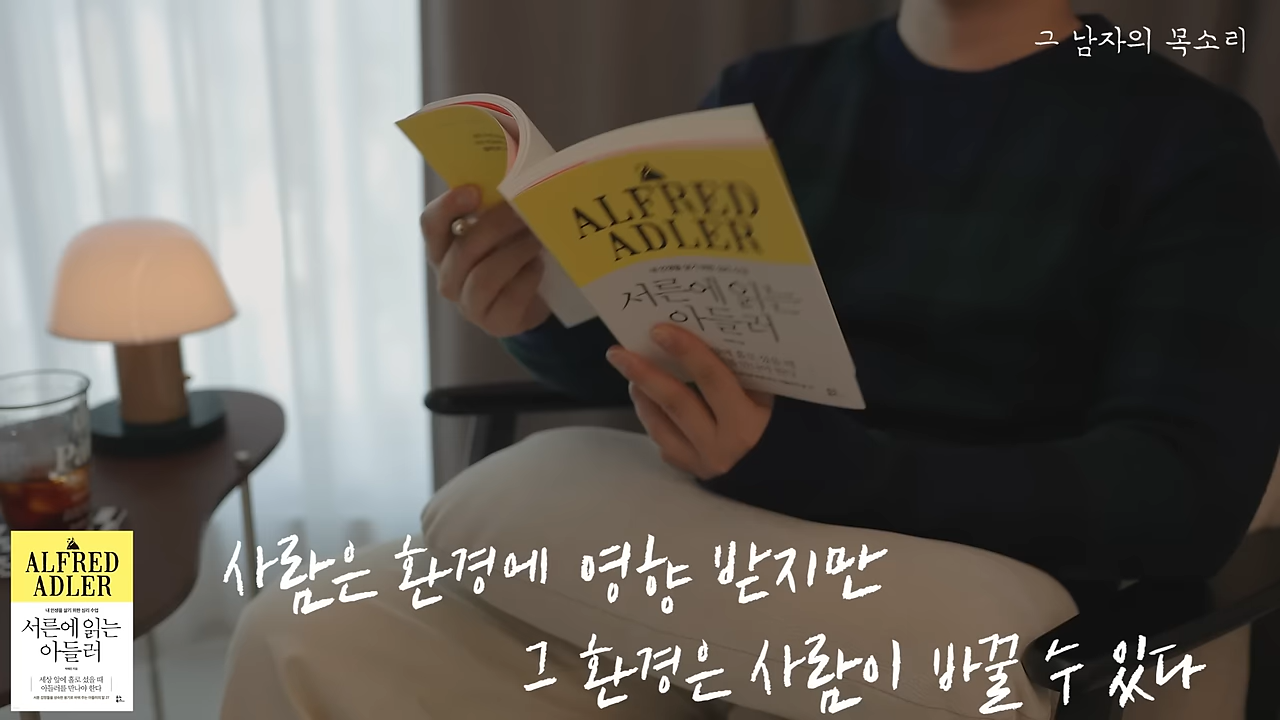 그 남자의 목소리
ALFRED
ADLER
서른에 읽는
아들러
ALFRED
ADLER
내 인생을 살기 위한 심리 수업
서른에 읽는
아들러
세상 앞에 홀로 섰을 때
아들러를 만나야 한다
사람은 환경에 영향 받지만
그 환경은 사람이 바꿀 수 있다